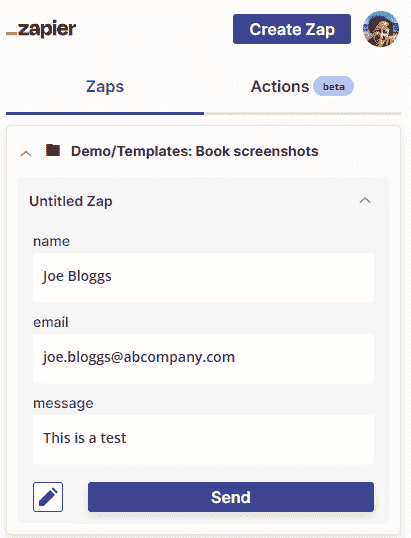 zapier
Create Zap
Zaps
Actions beta
Demo/Templates: Book screenshots
Untitled Zap
name
Joe Bloggs
email
joe.bloggs@abcompany.com
message
This is a test
Send